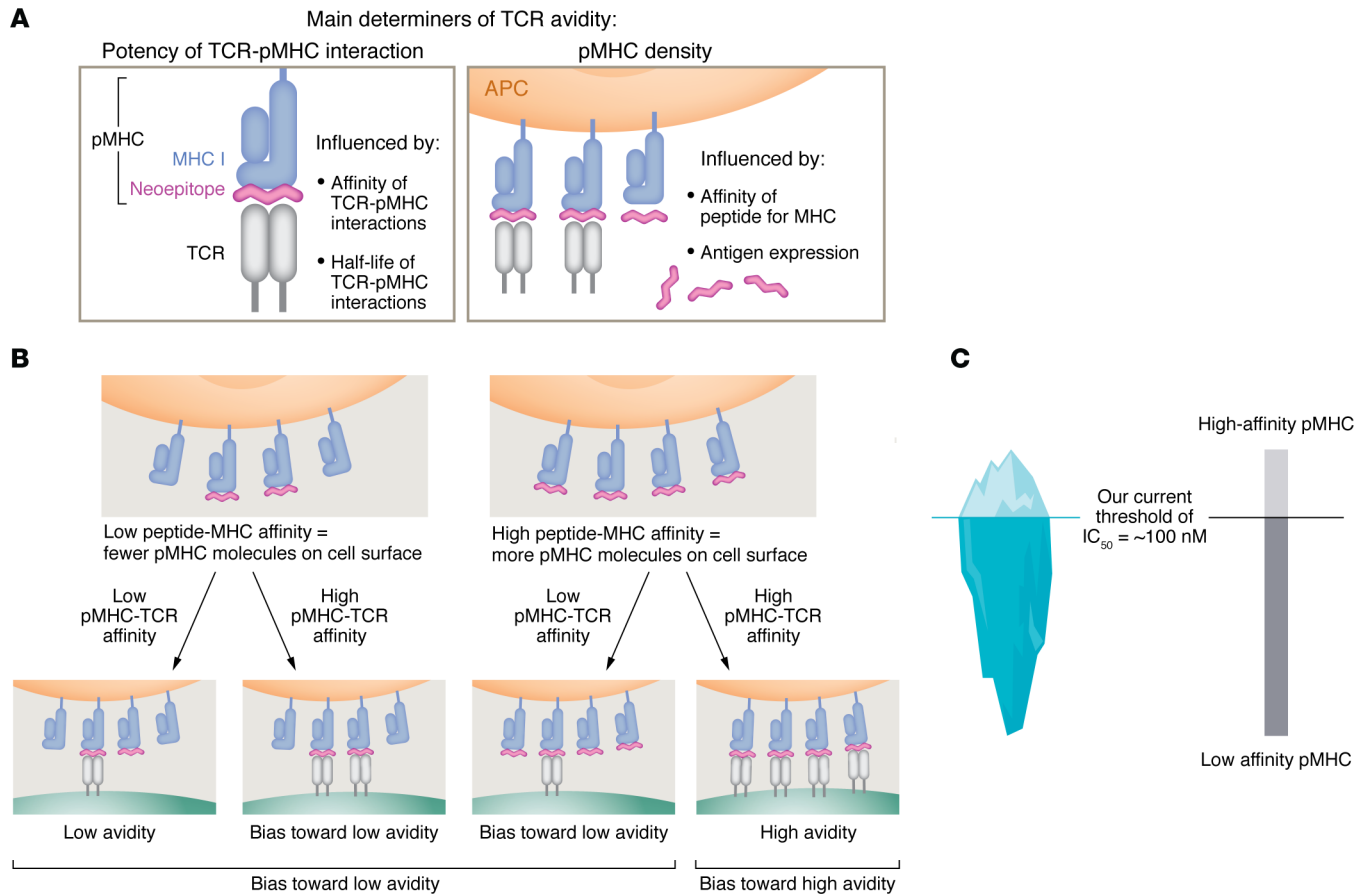 A
Main determiners of TCR avidity:
Potency of TCR-pMHC interaction
pMHC
MHC I
Neoepitope
TCR
Influenced by:
• Affinity of
TCR-pMHC
interactions
• Half-life of
TCR-pMHC
interactions
pMHC density
APC
Influenced by:
• Affinity of
peptide for MHC
• Antigen expression
B
Low peptide-MHC affinity =
fewer pMHC molecules on cell surface
High peptide-MHC affinity =
more pMHC molecules on cell surface
Low
pMHC-TCR
affinity
High
pMHC-TCR
affinity
Low
pMHC-TCR
affinity
High
pMHC-TCR
affinity
Low avidity
Bias toward low avidity
Bias toward low avidity
High avidity
Bias toward low avidity
Bias toward high avidity
C
High-affinity pMHC
Our current
threshold of
IC50 = ~100 nM
Low affinity pMHC